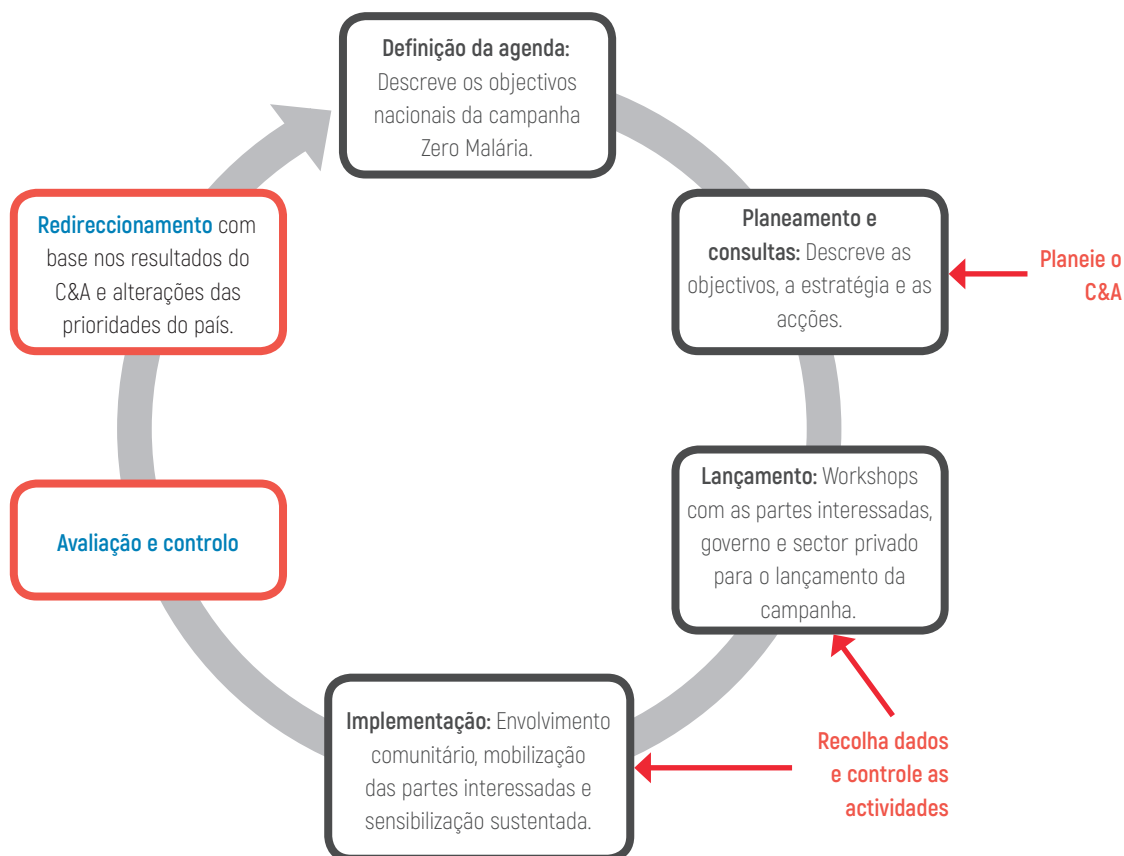 Definição da agenda:
Descreve os objectivos
nacionais da campanha
Zero Malária.
Planeamento e
consultas: Descreve as
objectivos, a estratégia e as
acções.
Planeie o
C&A
Lançamento: Workshops
com as partes interessadas,
governo e sector privado
para o lançamento da
campanha.
Recolha dados
e controle as
actividades
Implementação: Envolvimento
comunitário, mobilização
das partes interessadas e
sensibilização sustentada.
Avaliação e controlo
Redireccionamento com
base nos resultados do
C&A e alterações das
prioridades do país.